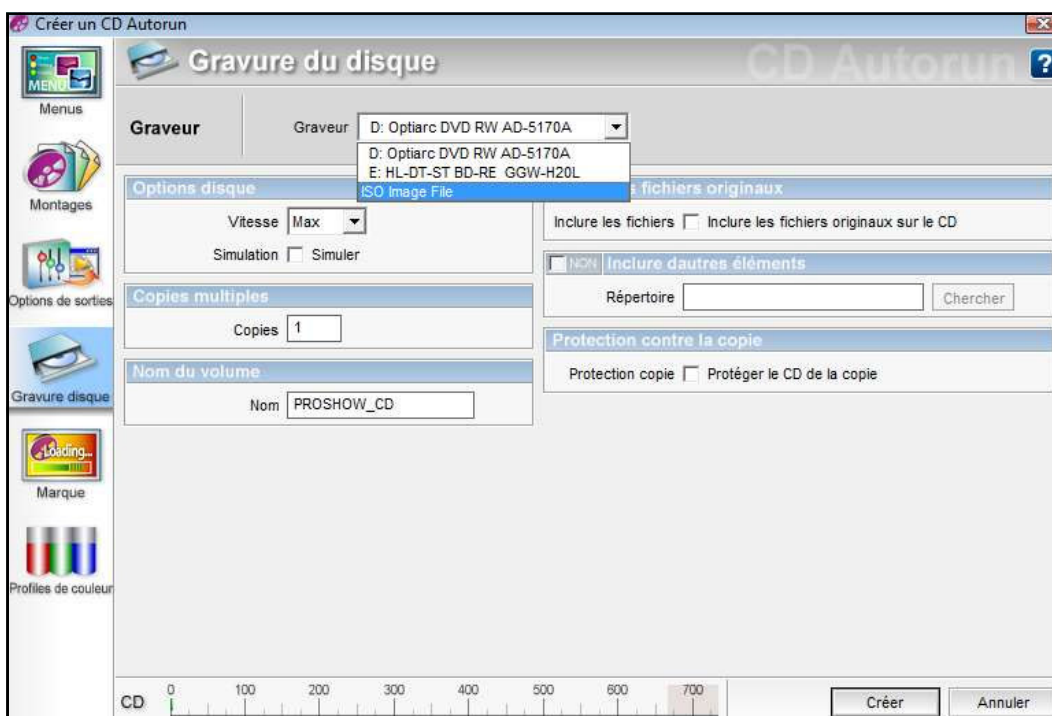 Créer un CD Autorun
Gravure du disque
CD Autorun
?
MENU
Menus
Montages
Options de sorties
Gravure disque
Loading...
Marque
Profiles de couleur
Graveur
Graveur D: Optiarc DVD RW AD-5170A
D: Optiarc DVD RW AD-5170A
E: HL-DT-ST BD-RE GGW-H20L
ISO Image File
Options disque
Vitesse Max
Simulation Simuler
Copies multiples
Copies 1
Nom du volume
Nom PROSHOW_CD
s fichiers originaux
Inclure les fichiers Inclure les fichiers originaux sur le CD
NON Inclure dautres éléments
Répertoire Chercher
Protection contre la copie
Protection copie Protéger le CD de la copie
CD 0 100 200 300 400 500 600 700
Créer Annuler